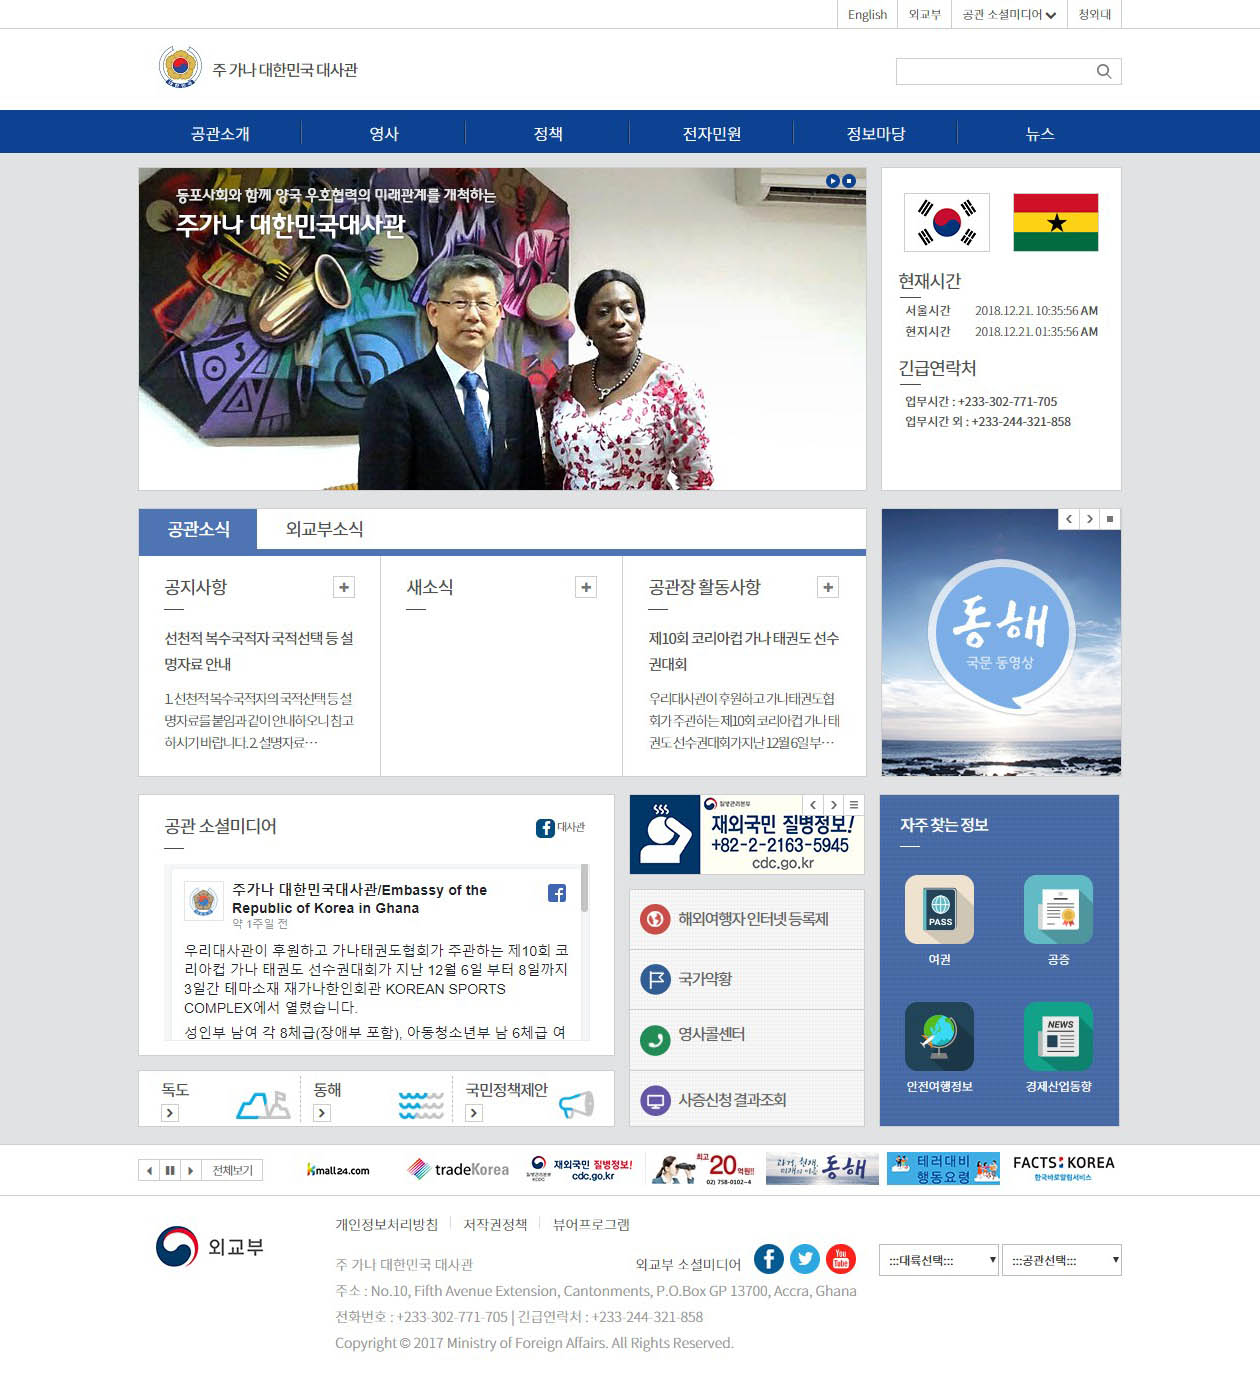 English 외교부 공관 소셜미디어 청와대
주 가나 대한민국 대사관
공관소개 영사 정책 전자민원 정보마당 뉴스
동포사회와 함께 양국 우호협력의 미래관계를 개척하는
주가나 대한민국대사관
현재시간
서울시간 2018.12.21. 10:35:56 AM
현지시간 2018.12.21. 01:35:56 AM
긴급연락처
업무시간 : +233-302-771-705
업무시간 외 : +233-244-321-858
공관소식 외교부소식
공지사항
선천적 복수국적자 국적선택 등 설
명자료 안내
1. 선천적 복수국적자의 국적선택 등 설
명자료를 붙임과 같이 안내하오니 참고
하시기 바랍니다. 2. 설명자료···
새소식
공관장 활동사항
제10회 코리아컵 가나 태권도 선수
권대회
우리대사관이 후원하고 가나태권도협
회가 주관하는 제10회 코리아컵 가나 태
권도 선수권대회가 지난 12월 6일 부···
동해
국문 동영상
공관 소셜미디어
대사관
주가나 대한민국대사관/Embassy of the
Republic of Korea in Ghana
약 1주일 전
우리대사관이 후원하고 가나태권도협회가 주관하는 제10회 코
리아컵 가나 태권도 선수권대회가 지난 12월 6일 부터 8일까지
3일간 테마소재 재가나한인회관 KOREAN SPORTS
COMPLEX에서 열렸습니다.
성인부 남여 각 8체급(장애부 포함), 아동청소년부 남 6체급 여
독도 동해 국민정책제안
질병관리본부
재외국민 질병정보!
+82-2-2163-5945
cdc.go.kr
해외여행자 인터넷 등록제
국가약황
영사콜센터
사증신청 결과조회
자주 찾는 정보
PASS
여권 공증
NEWS
안전여행정보 경제산업동향
전체보기
Kmall24.com
tradeKorea
질병관리본부
KCDC
재외국민 질병정보!
cdc.go.kr
최고
20억원!!
02) 758-0102~4
과거, 현재,
미래의 이름 동해
테러대비
행동요령
FACTS KOREA
한국바로알림서비스
외교부
개인정보처리방침 저작권정책 뷰어프로그램
주 가나 대한민국 대사관
외교부 소셜미디어
You
Tube
:::대륙선택::: :::공관선택:::
주소 : No.10, Fifth Avenue Extension, Cantonments, P.O.Box GP 13700, Accra, Ghana
전화번호 : +233-302-771-705 | 긴급연락처 : +233-244-321-858
Copyright © 2017 Ministry of Foreign Affairs. All Rights Reserved.